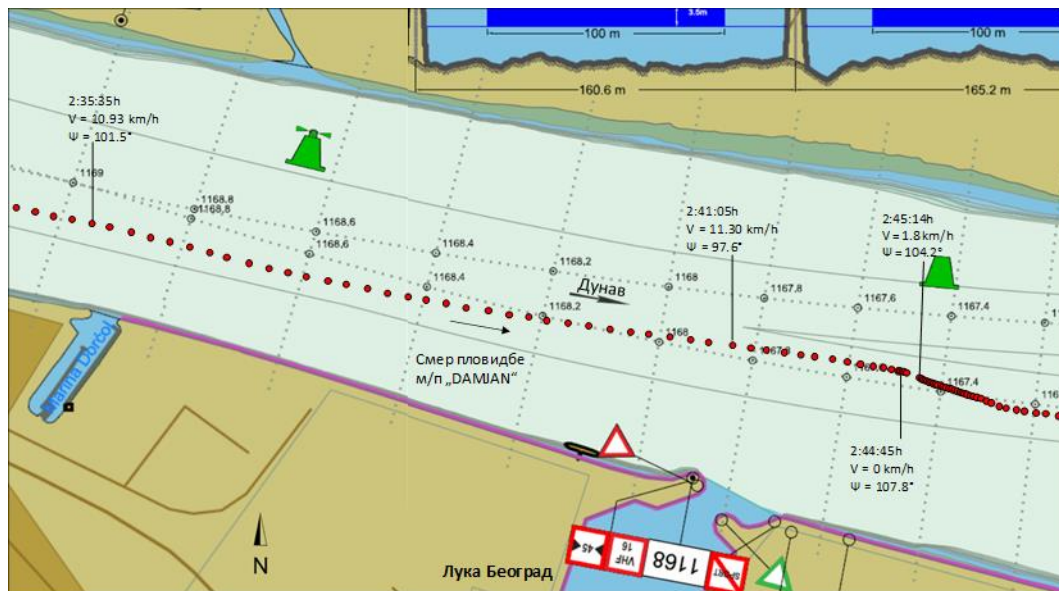 3.5m
100 m
100 m
160.6 m
165.2 m
2:35:35h
V = 10.93 km/h
Ψ = 101.5°
1169
1168.8
1168.8
1168.6
1168.6
1168.4
1168.4
1168.2
1168.2
Дунав
2:41:05h
V = 11.30 km/h
Ψ = 97.6°
2:45:14h
V = 1.8 km/h
Ψ = 104.2°
1168
1168
1167.8
1167.6
1167.4
1167.4
Смер пловидбе
м/п „DAMJAN“
Marina Dorćol
2:44:45h
V = 0 km/h
Ψ = 107.8°
N
Лука Београд
45
VHF
16
1168
SPORT